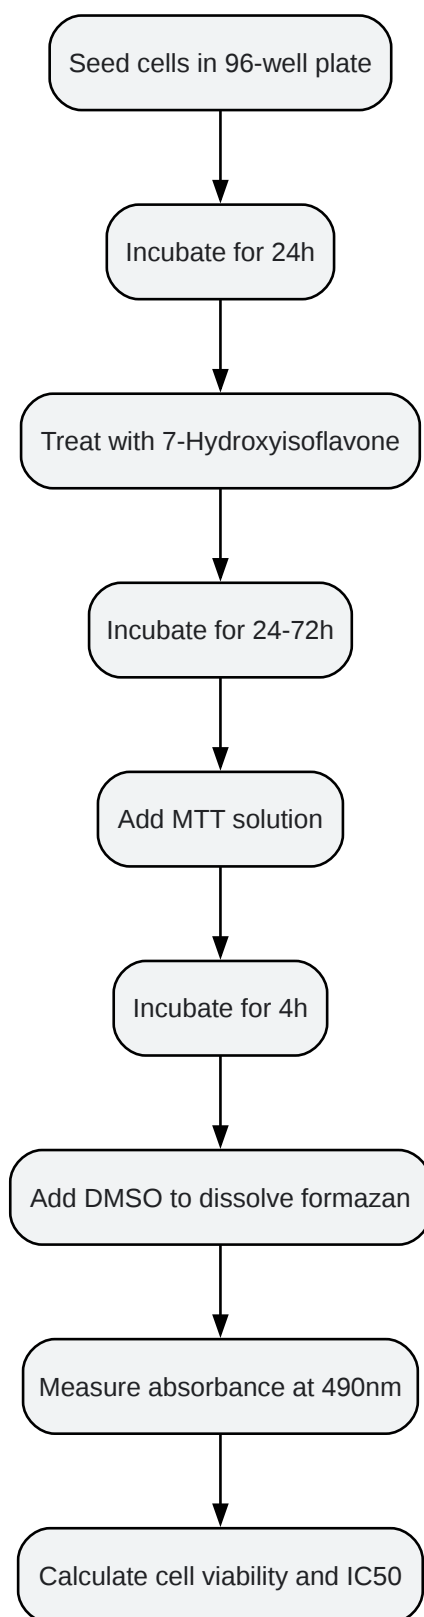 Seed cells in 96-well plate
Incubate for 24h
Treat with 7-Hydroxyisoflavone
Incubate for 24-72h
Add MTT solution
Incubate for 4h
Add DMSO to dissolve formazan
Measure absorbance at 490nm
Calculate cell viability and IC50